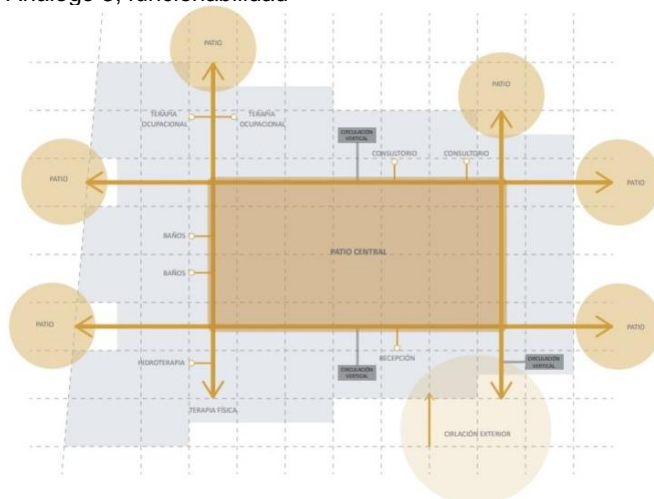 Análogo 3, funcionabilidad
PATIO
PATIO
TERAPIA
OCUPACIONAL
TERAPIA
OCUPACIONAL
CIRCULACIÓN
VERTICAL
CONSULTORIO
CONSULTORIO
PATIO
PATIO
BAÑOS
PATIO CENTRAL
BAÑOS
PATIO
PATIO
HIDROTERAPIA
CIRCULACIÓN
VERTICAL
RECEPCIÓN
CIRCULACIÓN
VERTICAL
TERAPIA FÍSICA
CIRLACIÓN EXTERIOR